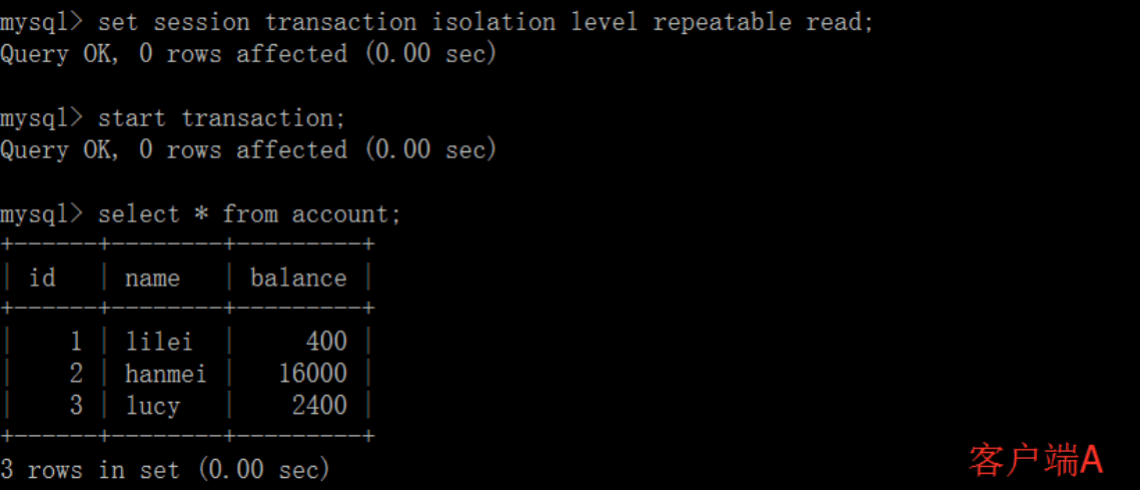 mysql> set session transaction isolation level repeatable read;
Query OK, 0 rows affected (0.00 sec)
mysql> start transaction;
Query OK, 0 rows affected (0.00 sec)
mysql> select * from account;
+------+--------+---------+
| id   | name   | balance |
+------+--------+---------+
|    1 | lilei  |     400 |
|    2 | hanmei |   16000 |
|    3 | lucy   |    2400 |
+------+--------+---------+
3 rows in set (0.00 sec)
客户端A